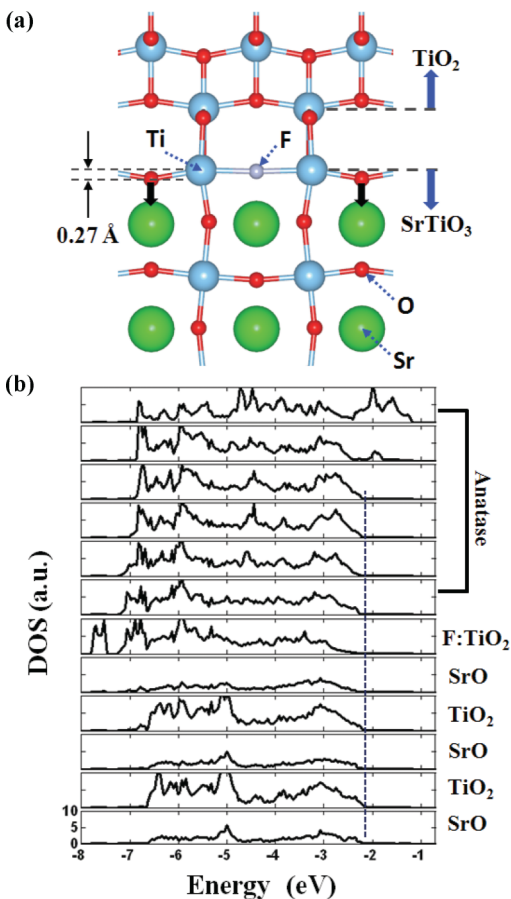 (a)
TiO2
Ti
F
0.27 Å
SrTiO3
O
Sr
(b)
Anatase
DOS (a.u.)
F:TiO2
SrO
TiO2
SrO
TiO2
SrO
10
5
0
-8 -7 -6 -5 -4 -3 -2 -1
Energy (eV)